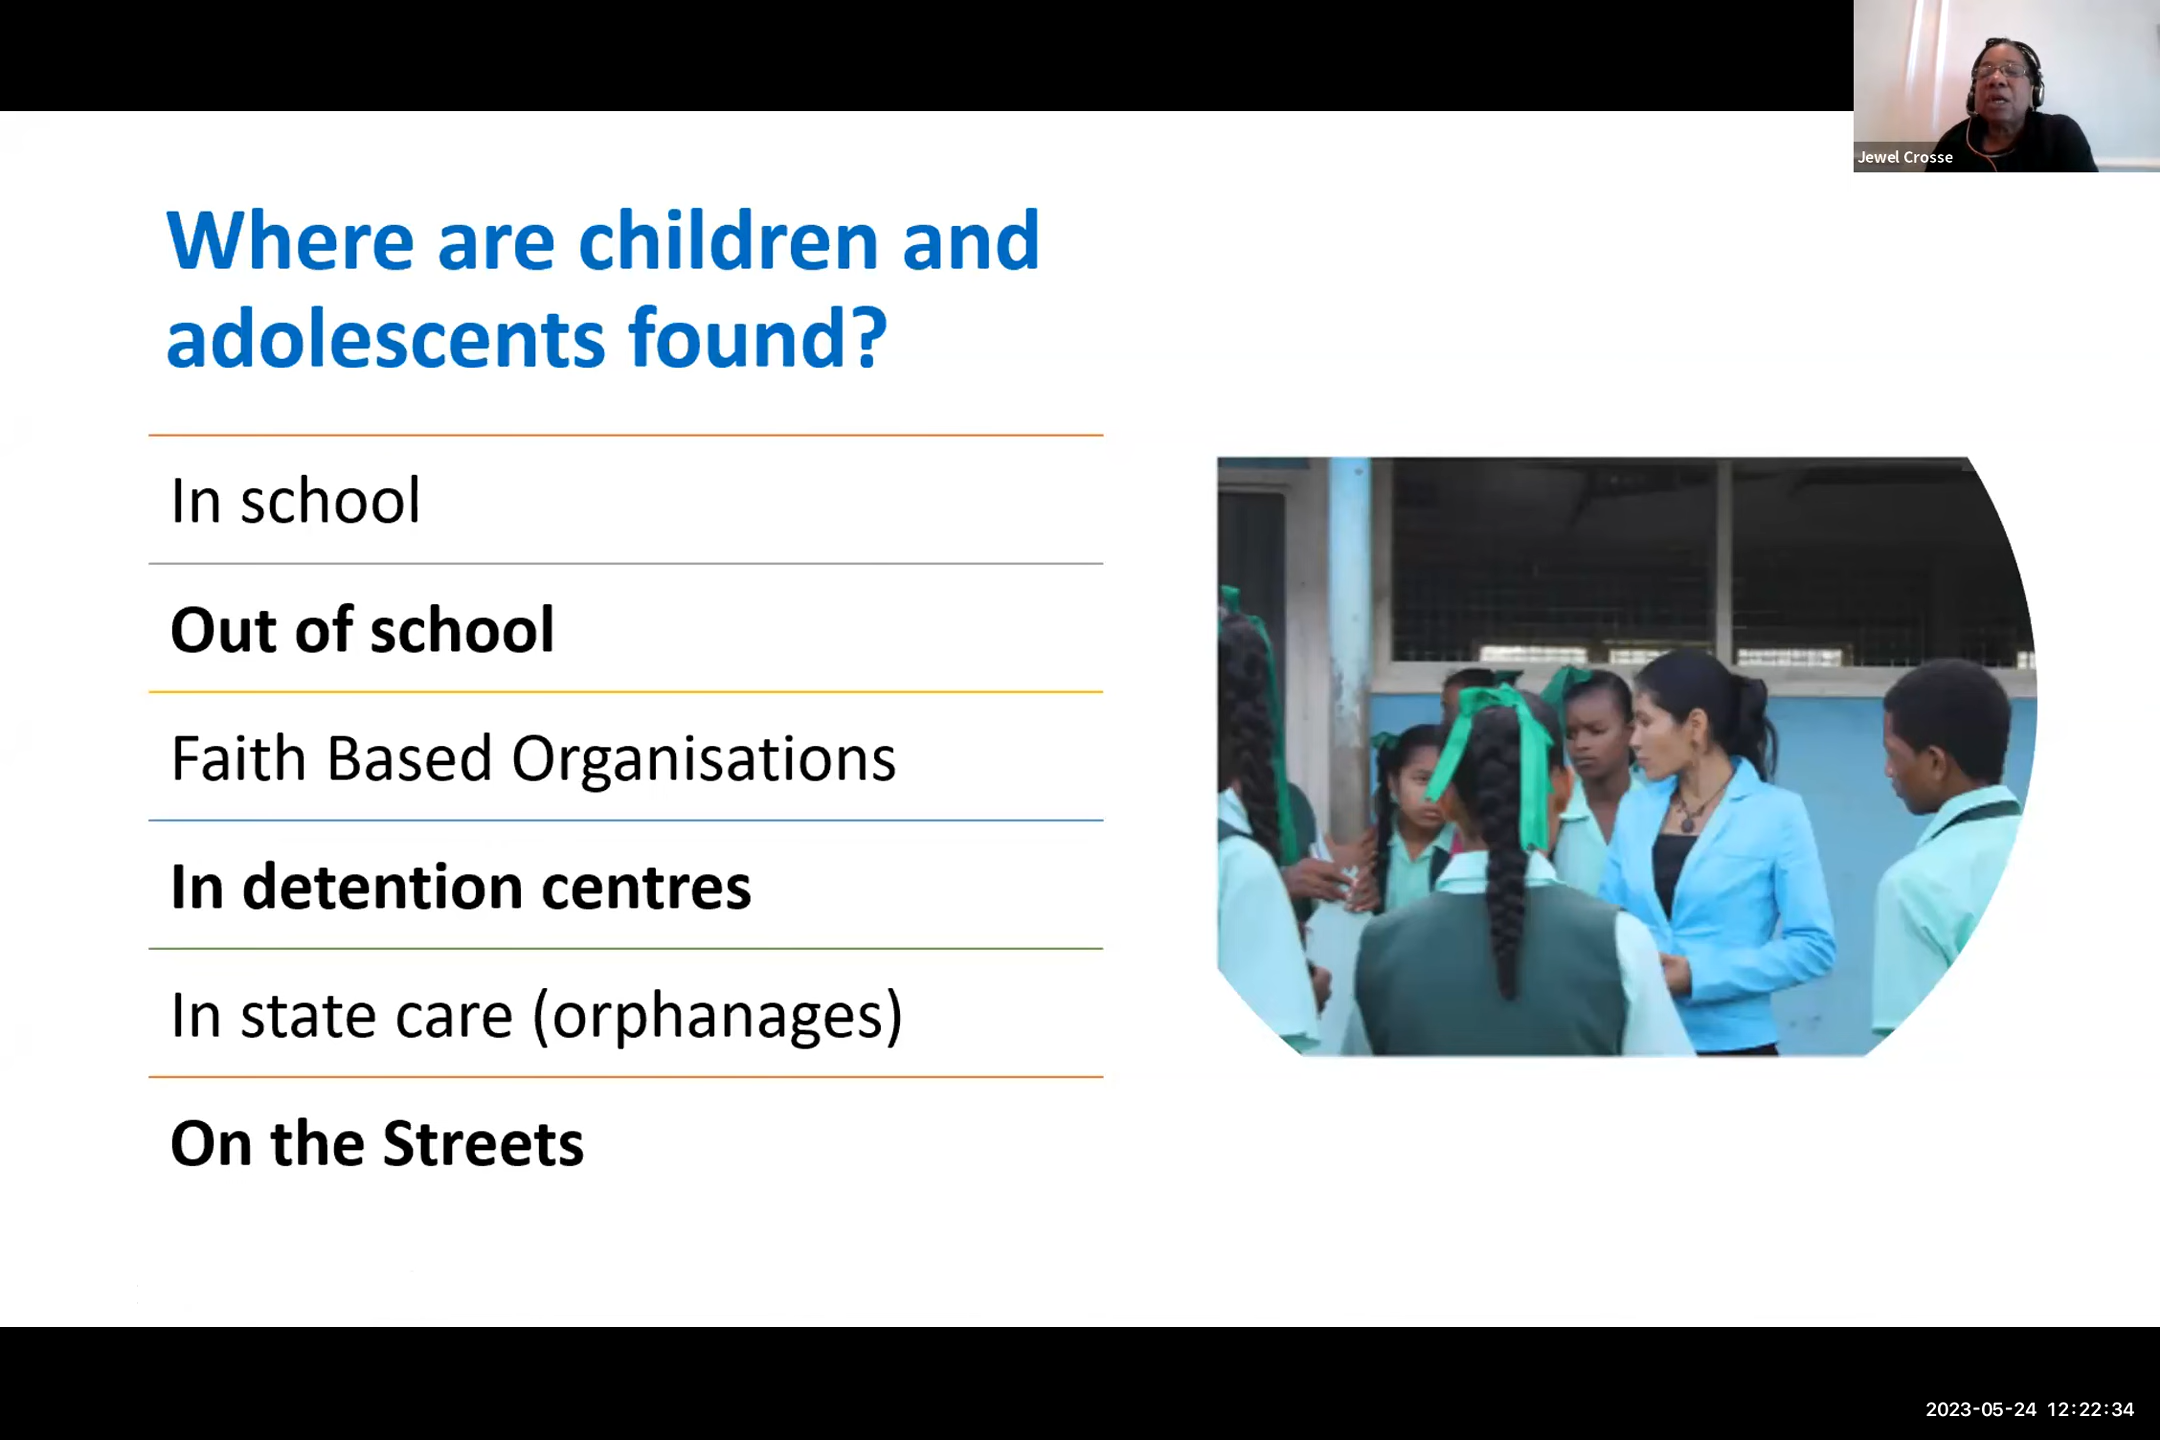 Jewel Crosse
Where are children and
adolescents found?
In school
Out of school
Faith Based Organisations
In detention centres
In state care (orphanages)
On the Streets
2023-05-24 12:22:34